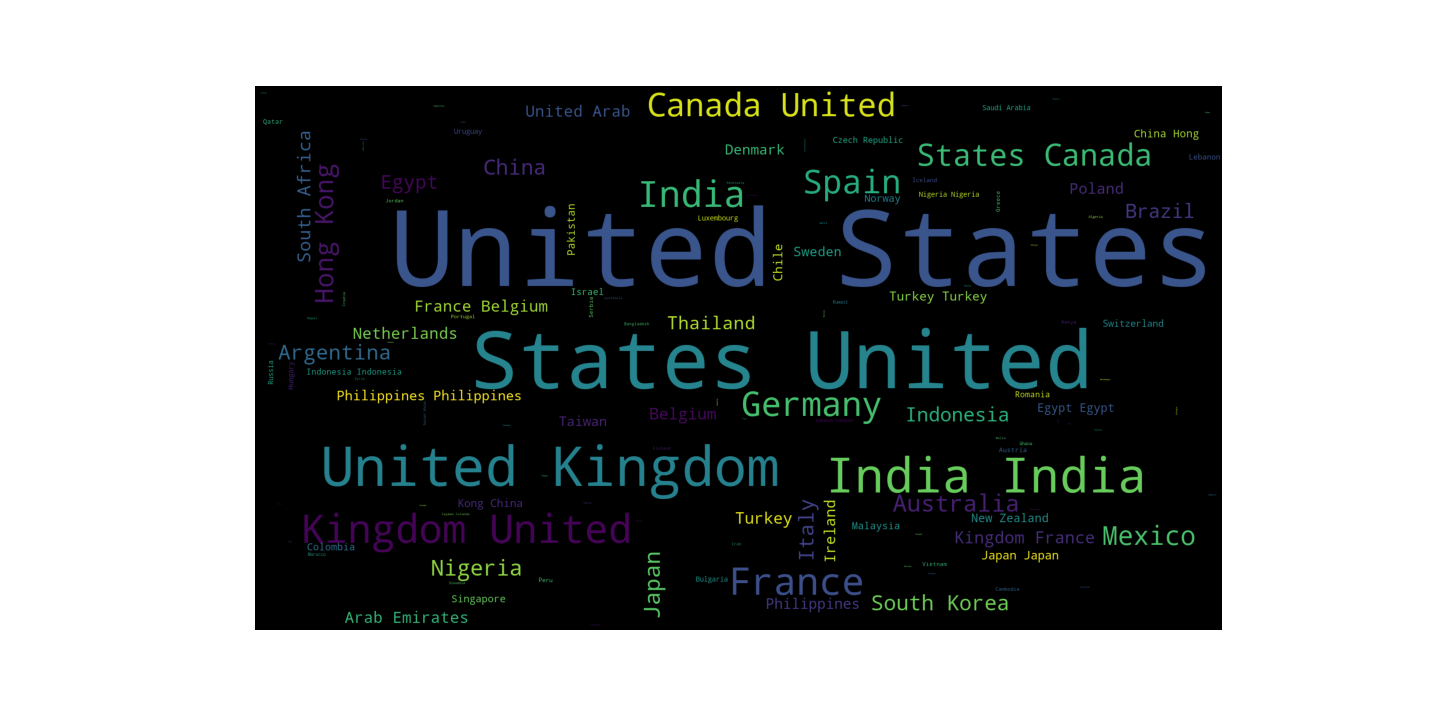 Canada United
United Arab
Saudi Arabia
Qatar
Uruguay
China Hong
Czech Republic
Denmark
States Canada
Lebanon
South Africa
Hong Kong
China
Egypt
India
Spain
Iceland
Norway
Nigeria Nigeria
Greece
Poland
Brazil
Jordan
Luxembourg
United States
Pakistan
Chile
Sweden
Israel
Serbia
France Belgium
Portugal
Turkey Turkey
Netherlands
Thailand
Bangladesh
Switzerland
Kenya
Argentina
States United
Russia
Hungary
Indonesia Indonesia
Philippines Philippines
Germany
Romania
Taiwan
Belgium
Indonesia
Egypt Egypt
United Kingdom
India India
Austria
Ghana
Kong China
Australia
Kingdom United
Turkey
Italy
Ireland
Malaysia
New Zealand
Kingdom France
Mexico
Colombia
Morocco
Japan Japan
Nigeria
Japan
Peru
Bulgaria
France
Vietnam
Cambodia
Singapore
Philippines
South Korea
Arab Emirates